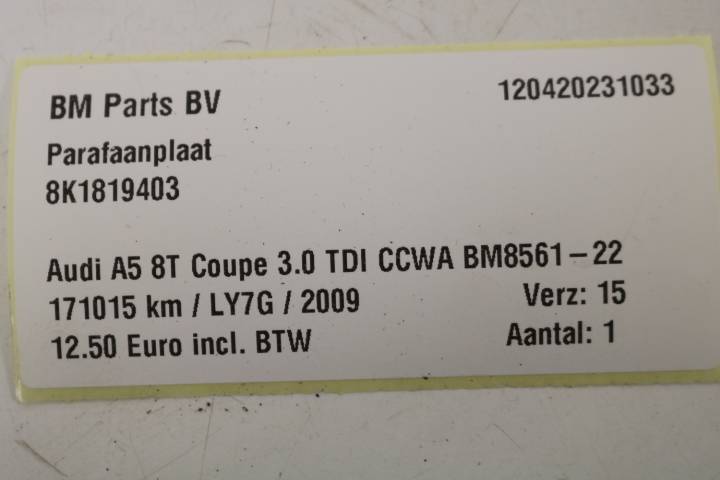 BM Parts BV 120420231033
Parafaanplaat
8K1819403
Audi A5 8T Coupe 3.0 TDI CCWA BM8561-22
171015 km / LY7G / 2009 Verz: 15
12.50 Euro incl. BTW Aantal: 1